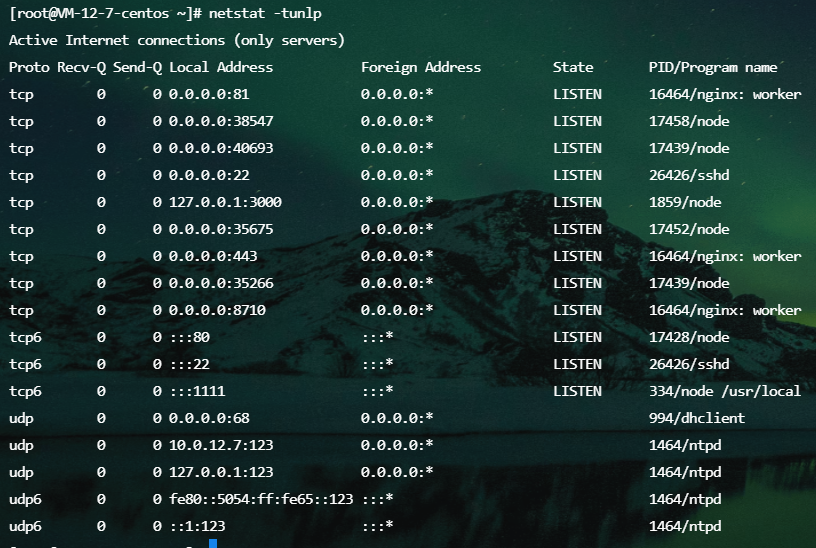 [root@VM-12-7-centos ~]# netstat -tunlp
Active Internet connections (only servers)
Proto Recv-Q Send-Q Local Address           Foreign Address         State       PID/Program name
tcp        0      0 0.0.0.0:81              0.0.0.0:*               LISTEN      16464/nginx: worker
tcp        0      0 0.0.0.0:38547           0.0.0.0:*               LISTEN      17458/node
tcp        0      0 0.0.0.0:40693           0.0.0.0:*               LISTEN      17439/node
tcp        0      0 0.0.0.0:22              0.0.0.0:*               LISTEN      26426/sshd
tcp        0      0 127.0.0.1:3000          0.0.0.0:*               LISTEN      1859/node
tcp        0      0 0.0.0.0:35675           0.0.0.0:*               LISTEN      17452/node
tcp        0      0 0.0.0.0:443             0.0.0.0:*               LISTEN      16464/nginx: worker
tcp        0      0 0.0.0.0:35266           0.0.0.0:*               LISTEN      17439/node
tcp        0      0 0.0.0.0:8710            0.0.0.0:*               LISTEN      16464/nginx: worker
tcp6       0      0 :::80                   :::*                    LISTEN      17428/node
tcp6       0      0 :::22                   :::*                    LISTEN      26426/sshd
tcp6       0      0 :::1111                 :::*                    LISTEN      334/node /usr/local
udp        0      0 0.0.0.0:68              0.0.0.0:*                           994/dhclient
udp        0      0 10.0.12.7:123           0.0.0.0:*                           1464/ntpd
udp        0      0 127.0.0.1:123           0.0.0.0:*                           1464/ntpd
udp6       0      0 fe80::5054:ff:fe65::123 :::*                                1464/ntpd
udp6       0      0 ::1:123                 :::*                                1464/ntpd